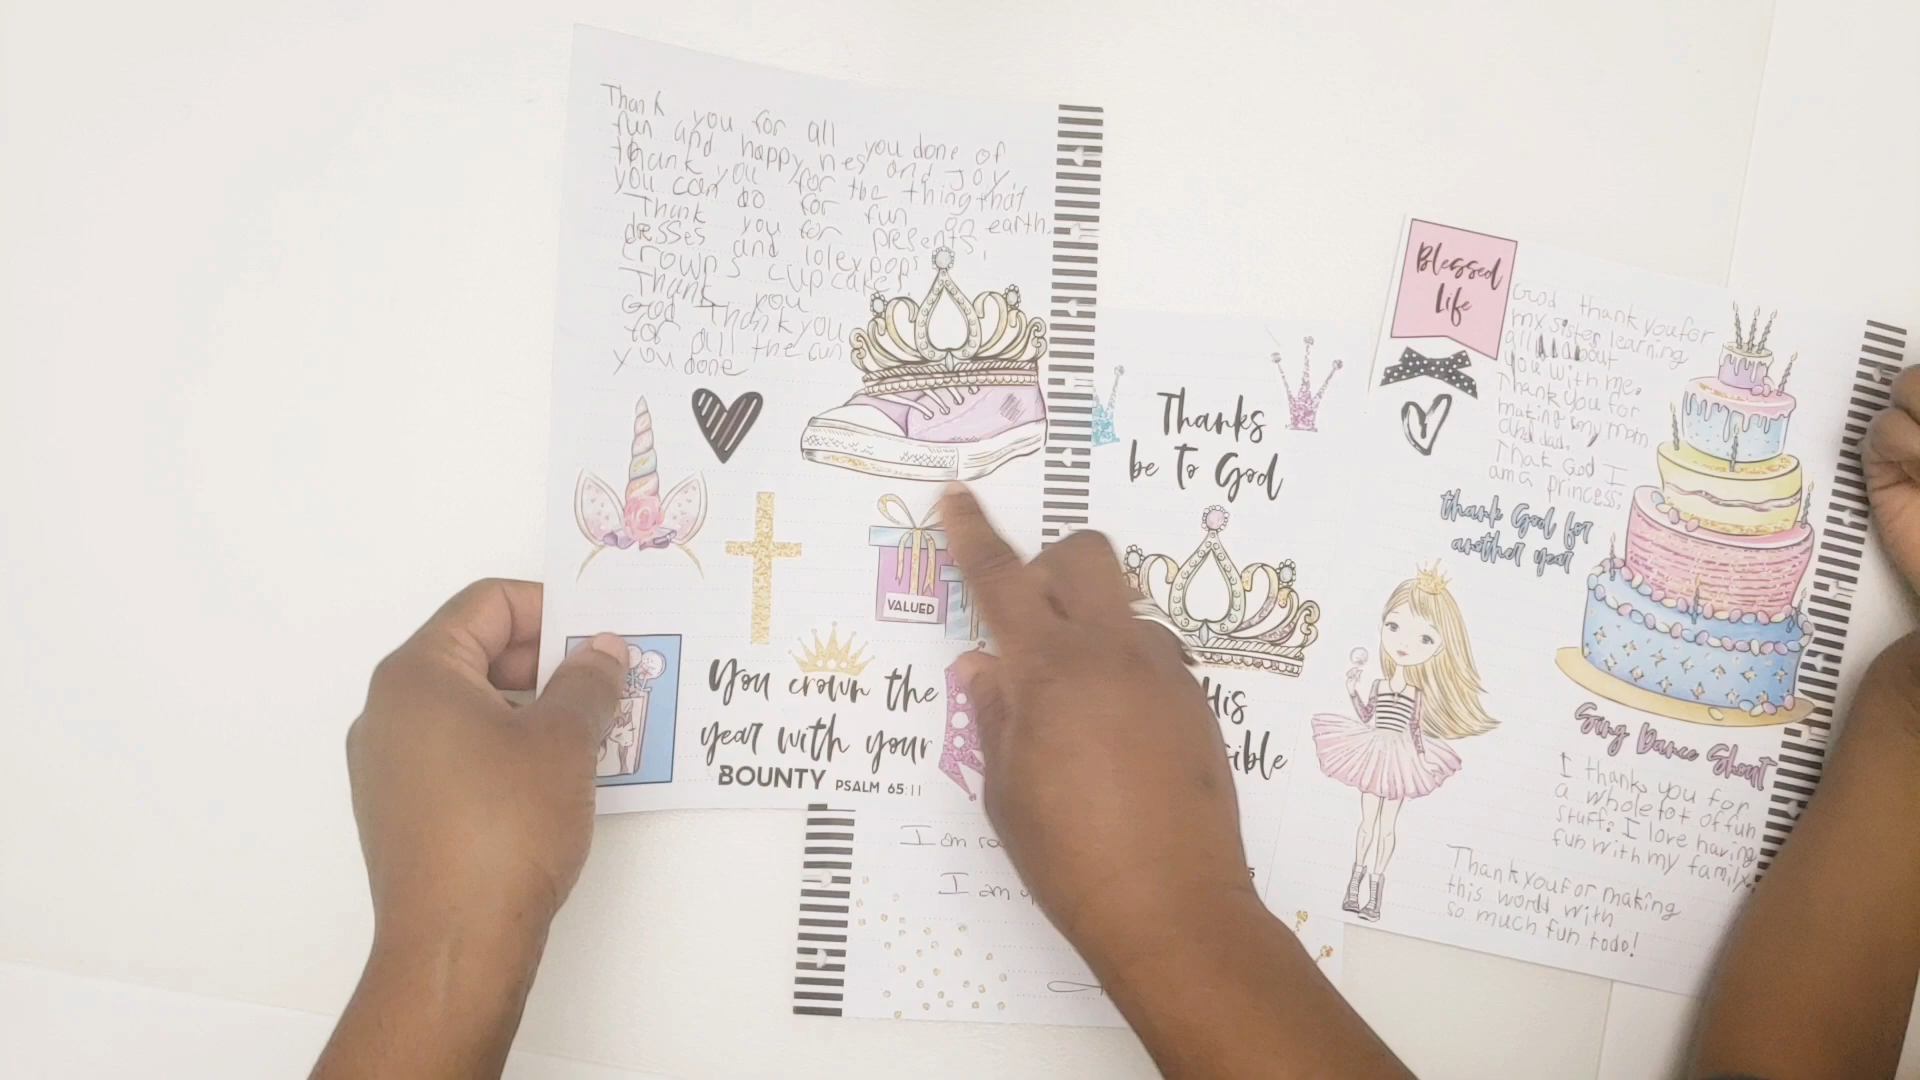 Thank you for all you done of
fun and happy nes and Joy,
thank you for the thing that
you can do for fun on earth.
Thank you for presents,
desses and lolexpops,
crowns cupcakes,
Thank you
God Thank you
for all the fun
you done
VALUED
You crown the
year with your
BOUNTY PSALM 65:11
Thanks
be to God
His
I am
I am
Blessed
Life
God thank you for
my sister learning
all about
you with me.
Thank you for
making my mom
and dad.
Thak God I
am a princess;
thank God for
another year
Sing Dance Shout
I thank you for
a whole lot of fun
stuff. I love having
fun with my family.
Thank you for making
this world with
so much fun todo!